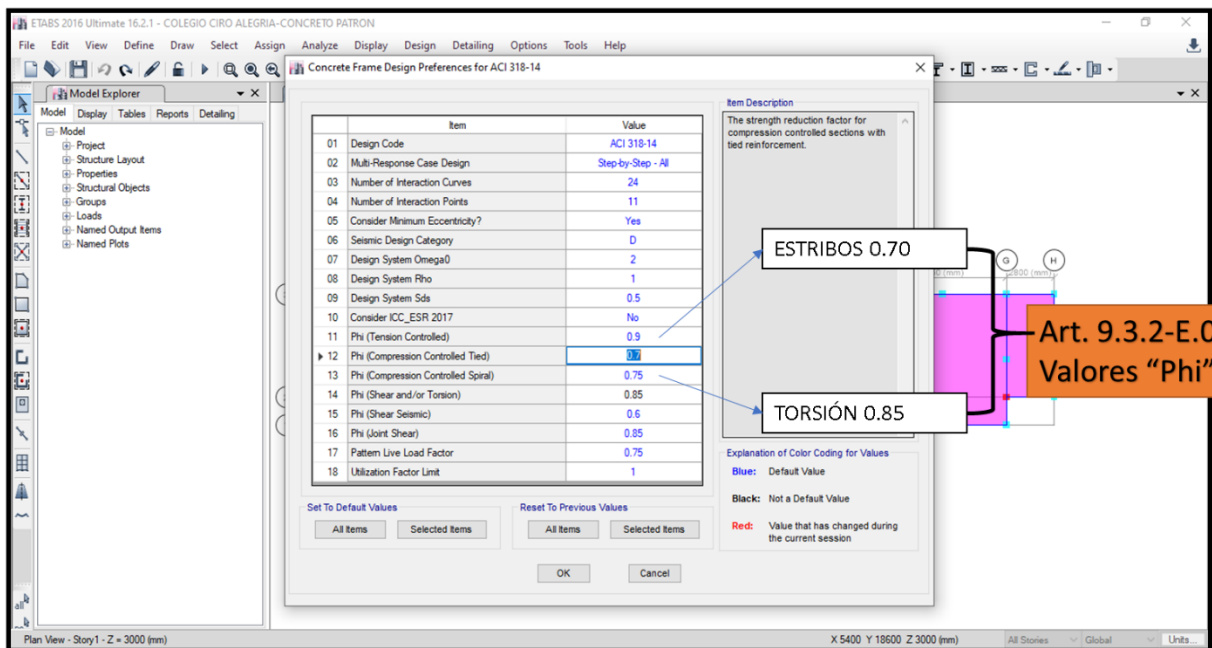 ETABS 2016 Ultimate 16.2.1 - COLEGIO CIRO ALEGRIA-CONCRETO PATRON
File Edit View Define Draw Select Assign Analyze Display Design Detailing Options Tools Help
Model Explorer
Model Display Tables Reports Detailing
Model
Project
Structure Layout
Properties
Structural Objects
Groups
Loads
Named Output Items
Named Plots
Concrete Frame Design Preferences for ACI 318-14
Item Value
01 Design Code ACI 318-14
02 Multi-Response Case Design Step-by-Step - All
03 Number of Interaction Curves 24
04 Number of Interaction Points 11
05 Consider Minimum Eccentricity? Yes
06 Seismic Design Category D
07 Design System Omega0 2
08 Design System Rho 1
09 Design System Sds 0.5
10 Consider ICC_ESR 2017 No
11 Phi (Tension Controlled) 0.9
12 Phi (Compression Controlled Tied) 0.7
13 Phi (Compression Controlled Spiral) 0.75
14 Phi (Shear and/or Torsion) 0.85
15 Phi (Shear Seismic) 0.6
16 Phi (Joint Shear) 0.85
17 Pattern Live Load Factor 0.75
18 Utilization Factor Limit 1
Set To Default Values
All Items Selected Items
Reset To Previous Values
All Items Selected Items
OK Cancel
Item Description
The strength reduction factor for
compression controlled sections with
tied reinforcement.
Explanation of Color Coding for Values
Blue: Default Value
Black: Not a Default Value
Red: Value that has changed during
the current session
ESTRIBOS 0.70
TORSIÓN 0.85
G H
(mm) 2800 (mm)
Art. 9.3.2-E.0
Valores “Phi”
all
Plan View - Story1 - Z = 3000 (mm) X 5400 Y 18600 Z 3000 (mm) All Stories Global Units...